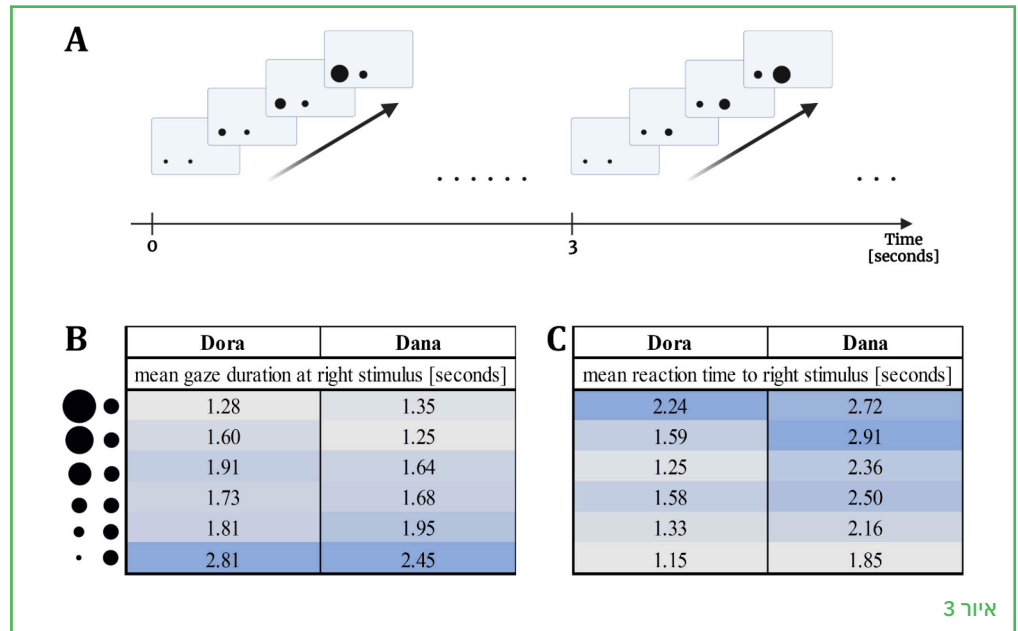 A
0
3
Time
[seconds]
B
Dora Dana
mean gaze duration at right stimulus [seconds]
1.28 1.35
1.60 1.25
1.91 1.64
1.73 1.68
1.81 1.95
2.81 2.45
C
Dora Dana
mean reaction time to right stimulus [seconds]
2.24 2.72
1.59 2.91
1.25 2.36
1.58 2.50
1.33 2.16
1.15 1.85
איור 3